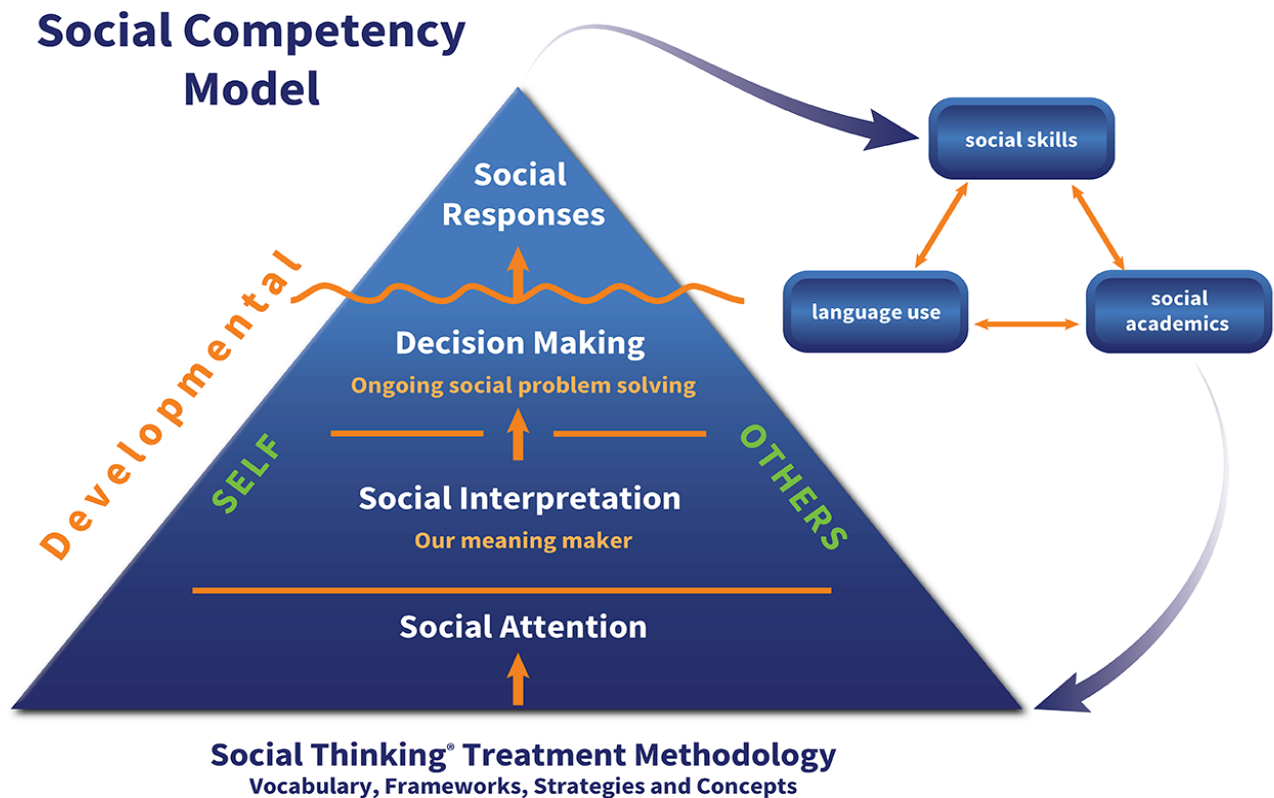 Social Competency
Model
Social
Responses
Developmental
Decision Making
Ongoing social problem solving
SELF
OTHERS
Social Interpretation
Our meaning maker
Social Attention
social skills
language use
social
academics
Social Thinking® Treatment Methodology
Vocabulary, Frameworks, Strategies and Concepts